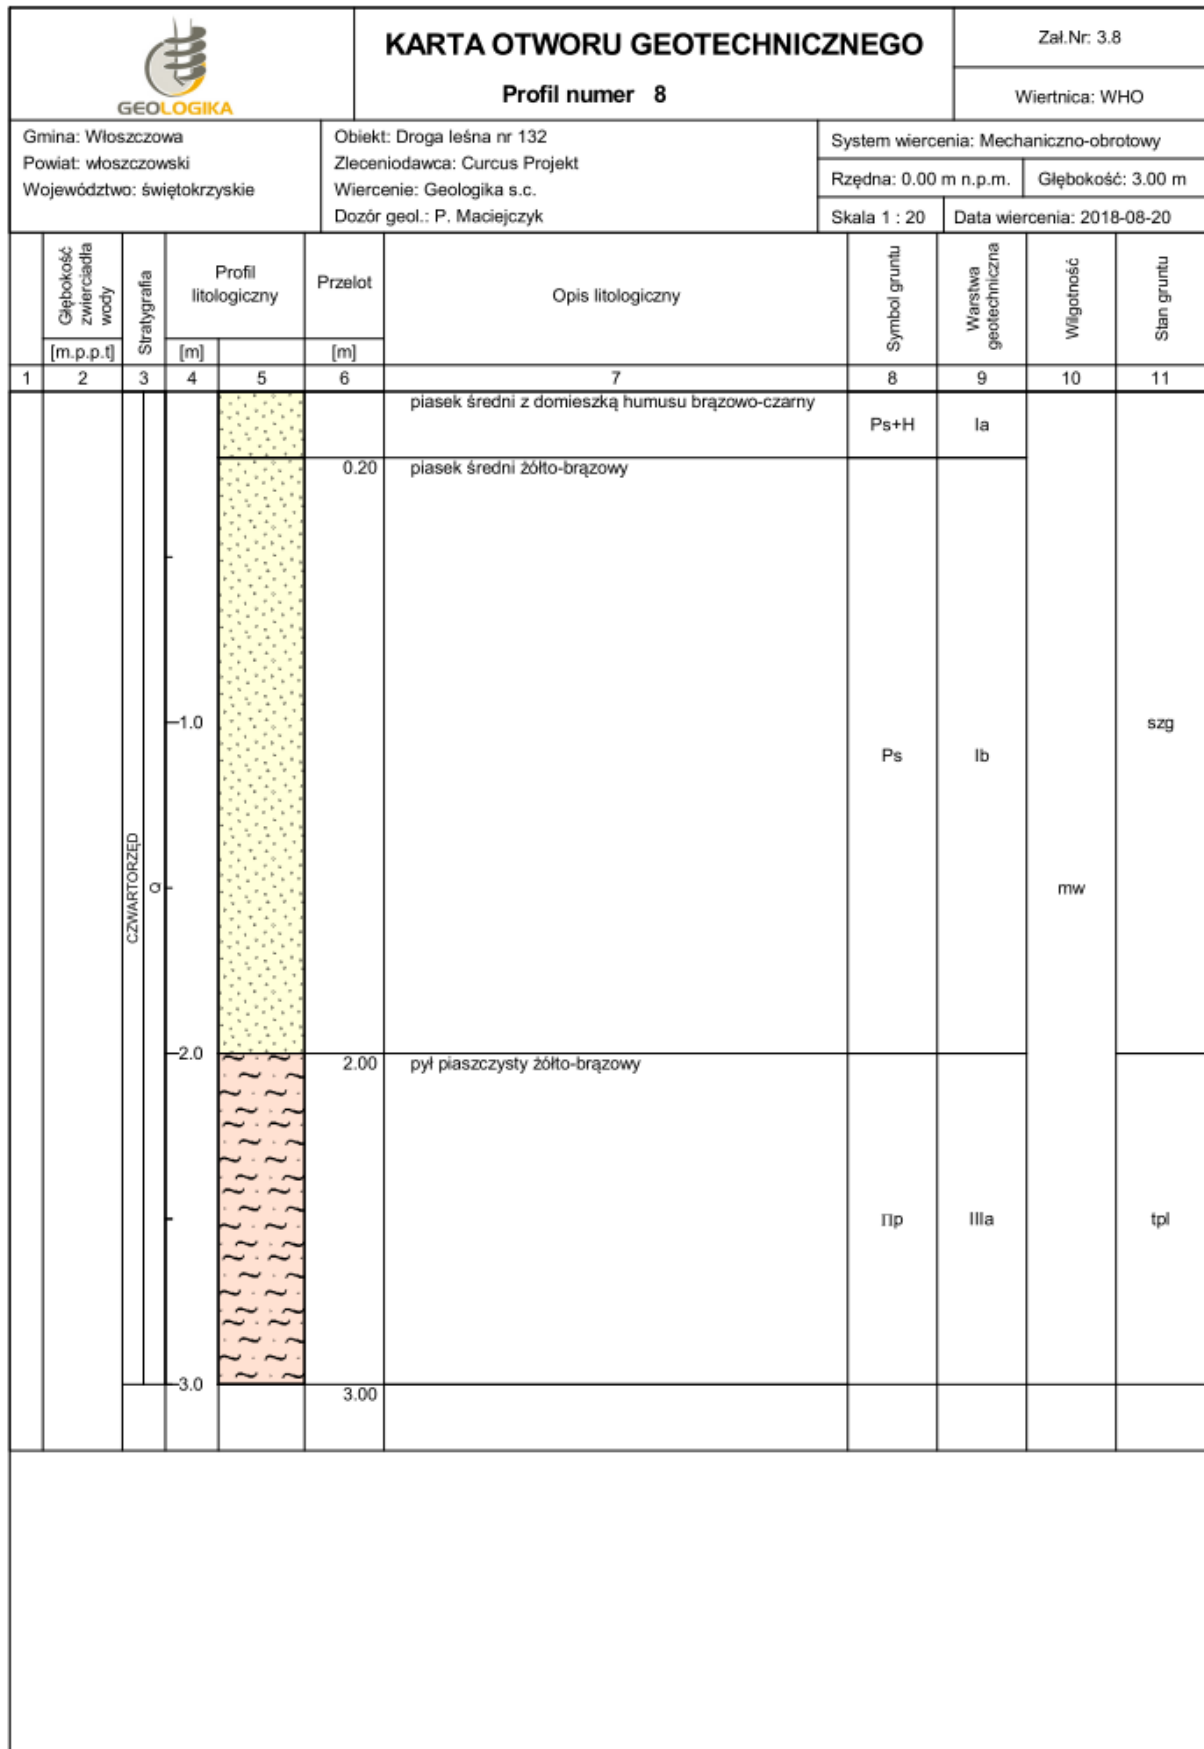 GEOLOGIKA
KARTA OTWORU GEOTECHNICZNEGO
Profil numer 8
Zał.Nr: 3.8
Wiertnica: WHO
Gmina: Włoszczowa
Powiat: włoszczowski
Województwo: świętokrzyskie
Obiekt: Droga leśna nr 132
Zleceniodawca: Curcus Projekt
Wiercenie: Geologika s.c.
Dozór geol.: P. Maciejczyk
System wiercenia: Mechaniczno-obrotowy
Rzędna: 0.00 m n.p.m.
Głębokość: 3.00 m
Skala 1 : 20
Data wiercenia: 2018-08-20
Głębokość
zwierciadła
wody
[m.p.p.t]
Stratygrafia
Profil
litologiczny
[m]
Przelot
[m]
Opis litologiczny
Symbol gruntu
Warstwa
geotechniczna
Wilgotność
Stan gruntu
1 2 3 4 5 6 7 8 9 10 11
piasek średni z domieszką humusu brązowo-czarny
Ps+H
Ia
0.20
piasek średni żółto-brązowy
1.0
szg
Ps
Ib
CZWARTORZĘD
Q
mw
2.0
2.00
pył piaszczysty żółto-brązowy
Πp
IIIa
tpl
3.0
3.00